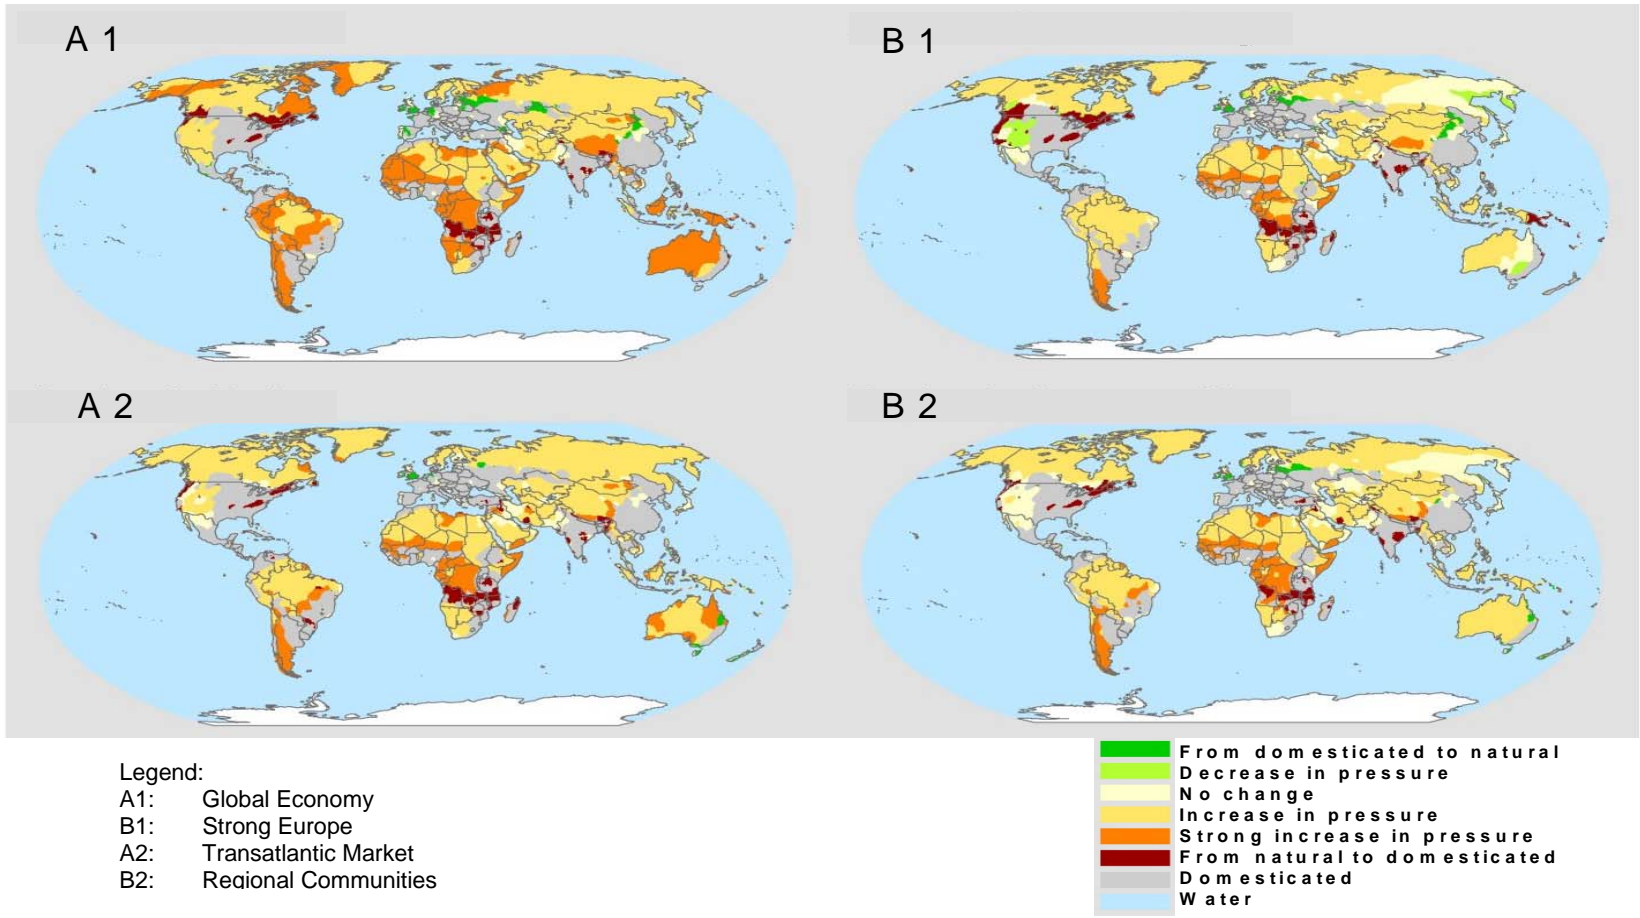 A 1
B 1
A 2
B 2
Legend:
A1: Global Economy
B1: Strong Europe
A2: Transatlantic Market
B2: Regional Communities
From domesticated to natural
Decrease in pressure
No change
Increase in pressure
Strong increase in pressure
From natural to domesticated
Domesticated
Water